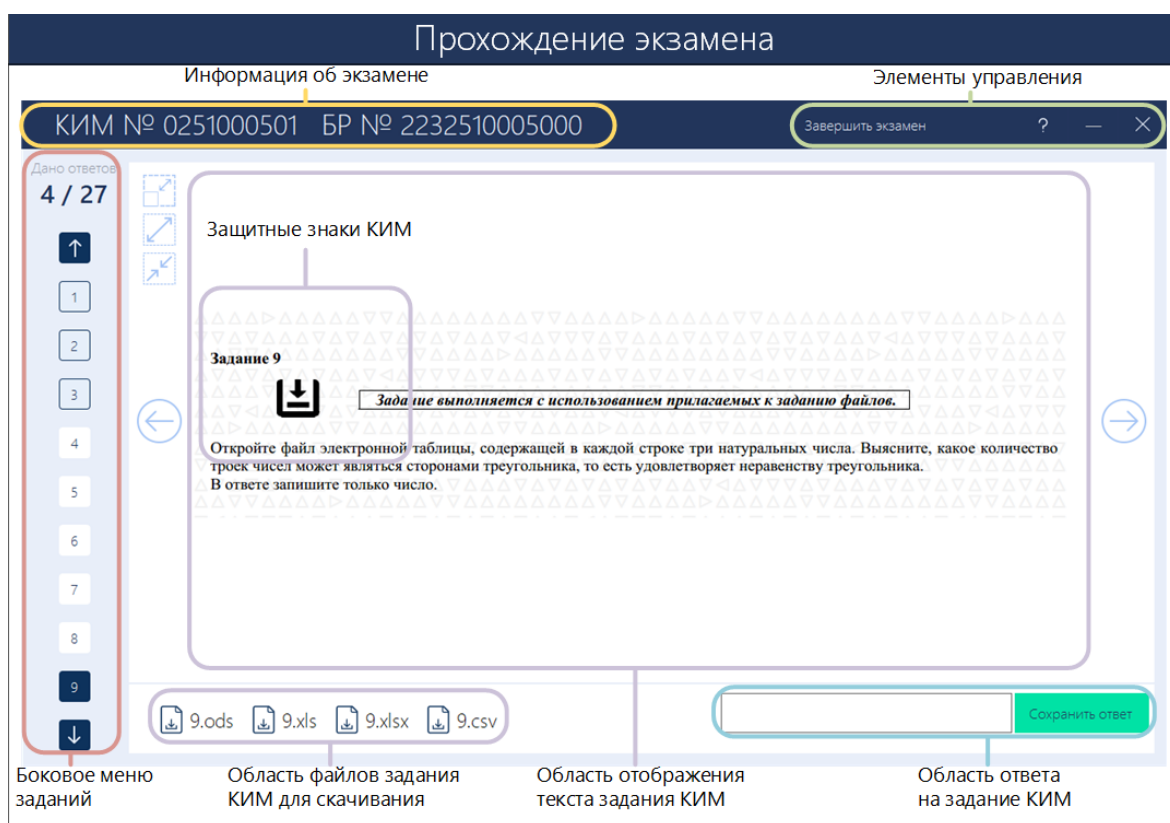 Прохождение экзамена
Информация об экзамене
Элементы управления
КИМ № 0251000501 БР № 2232510005000
Завершить экзамен ? — ×
Дано ответов
4 / 27
↑
1
2
3
4
5
6
7
8
9
↓
Защитные знаки КИМ
Задание 9
Задание выполняется с использованием прилагаемых к заданию файлов.
Откройте файл электронной таблицы, содержащей в каждой строке три натуральных числа. Выясните, какое количество
троек чисел может являться сторонами треугольника, то есть удовлетворяет неравенству треугольника.
В ответе запишите только число.
9.ods 9.xls 9.xlsx 9.csv
Сохранить ответ
Боковое меню
заданий
Область файлов задания
КИМ для скачивания
Область отображения
текста задания КИМ
Область ответа
на задание КИМ